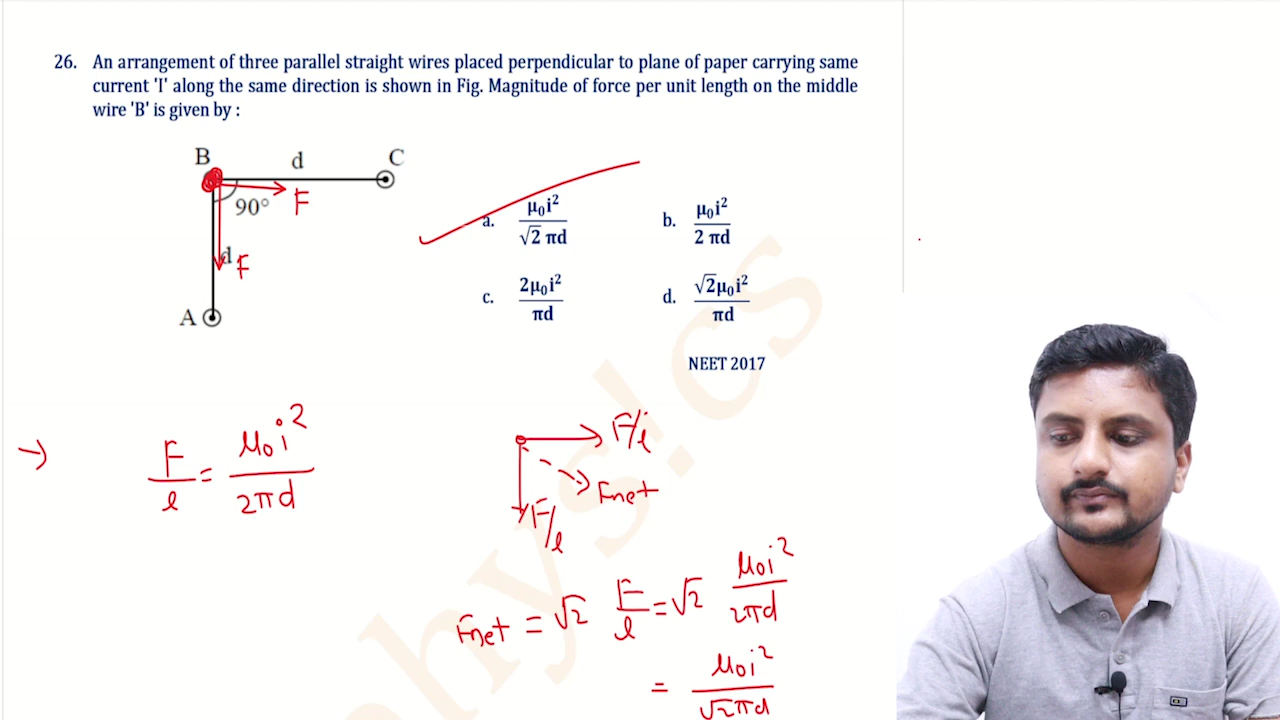 26. An arrangement of three parallel straight wires placed perpendicular to plane of paper carrying same
current 'I' along the same direction is shown in Fig. Magnitude of force per unit length on the middle
wire 'B' is given by :
B d C
90° F
d F
A
a. μ₀i²/√2 πd b. μ₀i²/2 πd
c. 2μ₀i²/πd d. √2μ₀i²/πd
NEET 2017
→ F/l = μ₀i²/2πd
F/l
Fnet
F/l
Fnet = √2 F/l = √2 μ₀i²/2πd
= μ₀i²/√2πd
phys!cs